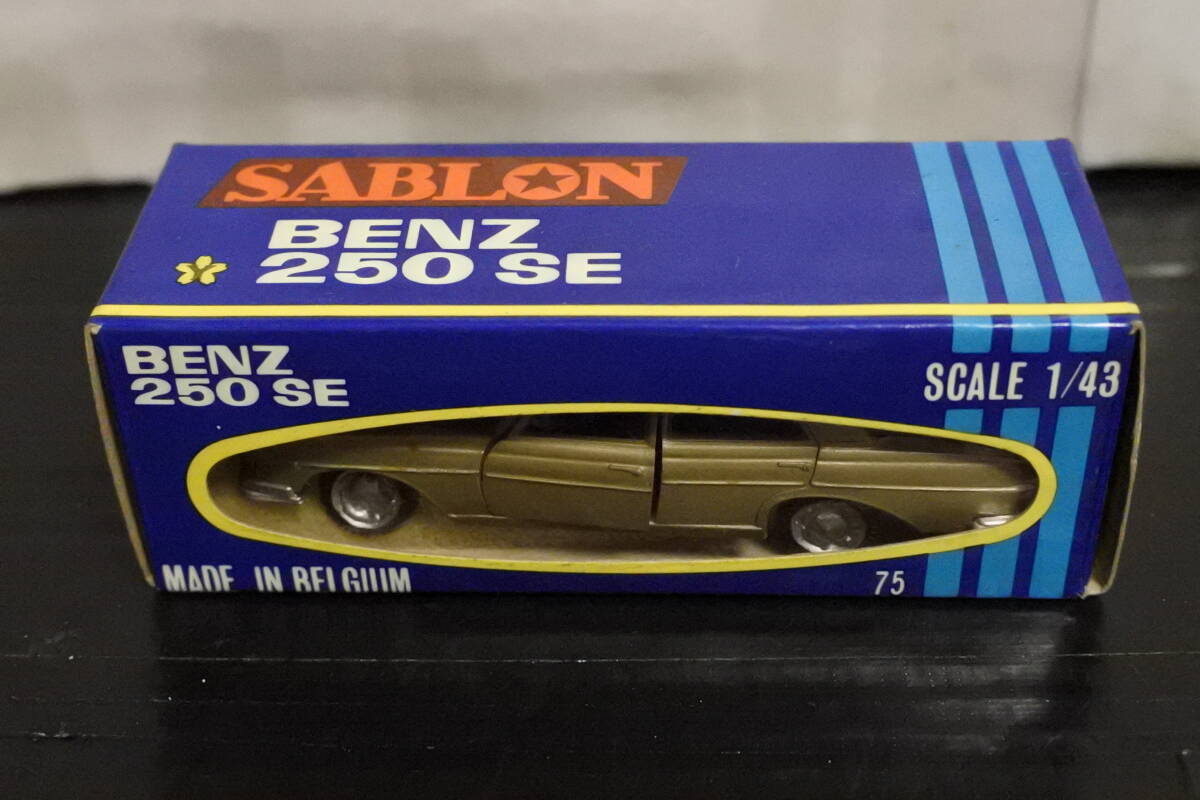 SABLON
BENZ
250 SE
BENZ
250 SE
SCALE 1/43
MADE IN BELGIUM
75